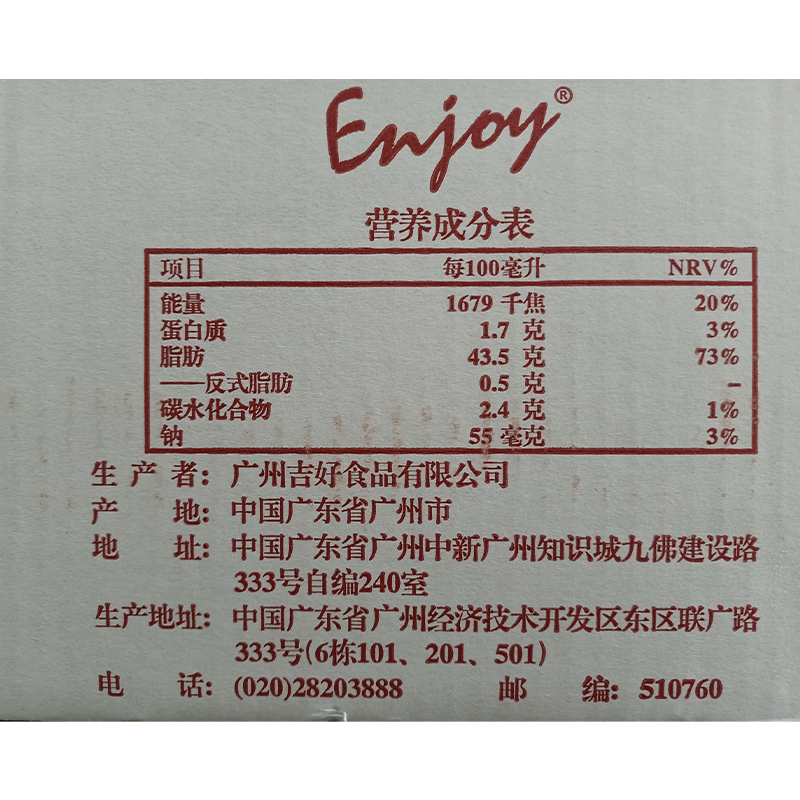 Enjoy®
营养成分表
项目 每100毫升 NRV%
能量 1679 千焦 20%
蛋白质 1.7 克 3%
脂肪 43.5 克 73%
——反式脂肪 0.5 克 –
碳水化合物 2.4 克 1%
钠 55 毫克 3%
生产者：广州吉好食品有限公司
产地：中国广东省广州市
地址：中国广东省广州中新广州知识城九佛建设路
333号自编240室
生产地址：中国广东省广州经济技术开发区东区联广路
333号(6栋101、201、501)
电话：(020)28203888 邮编：510760